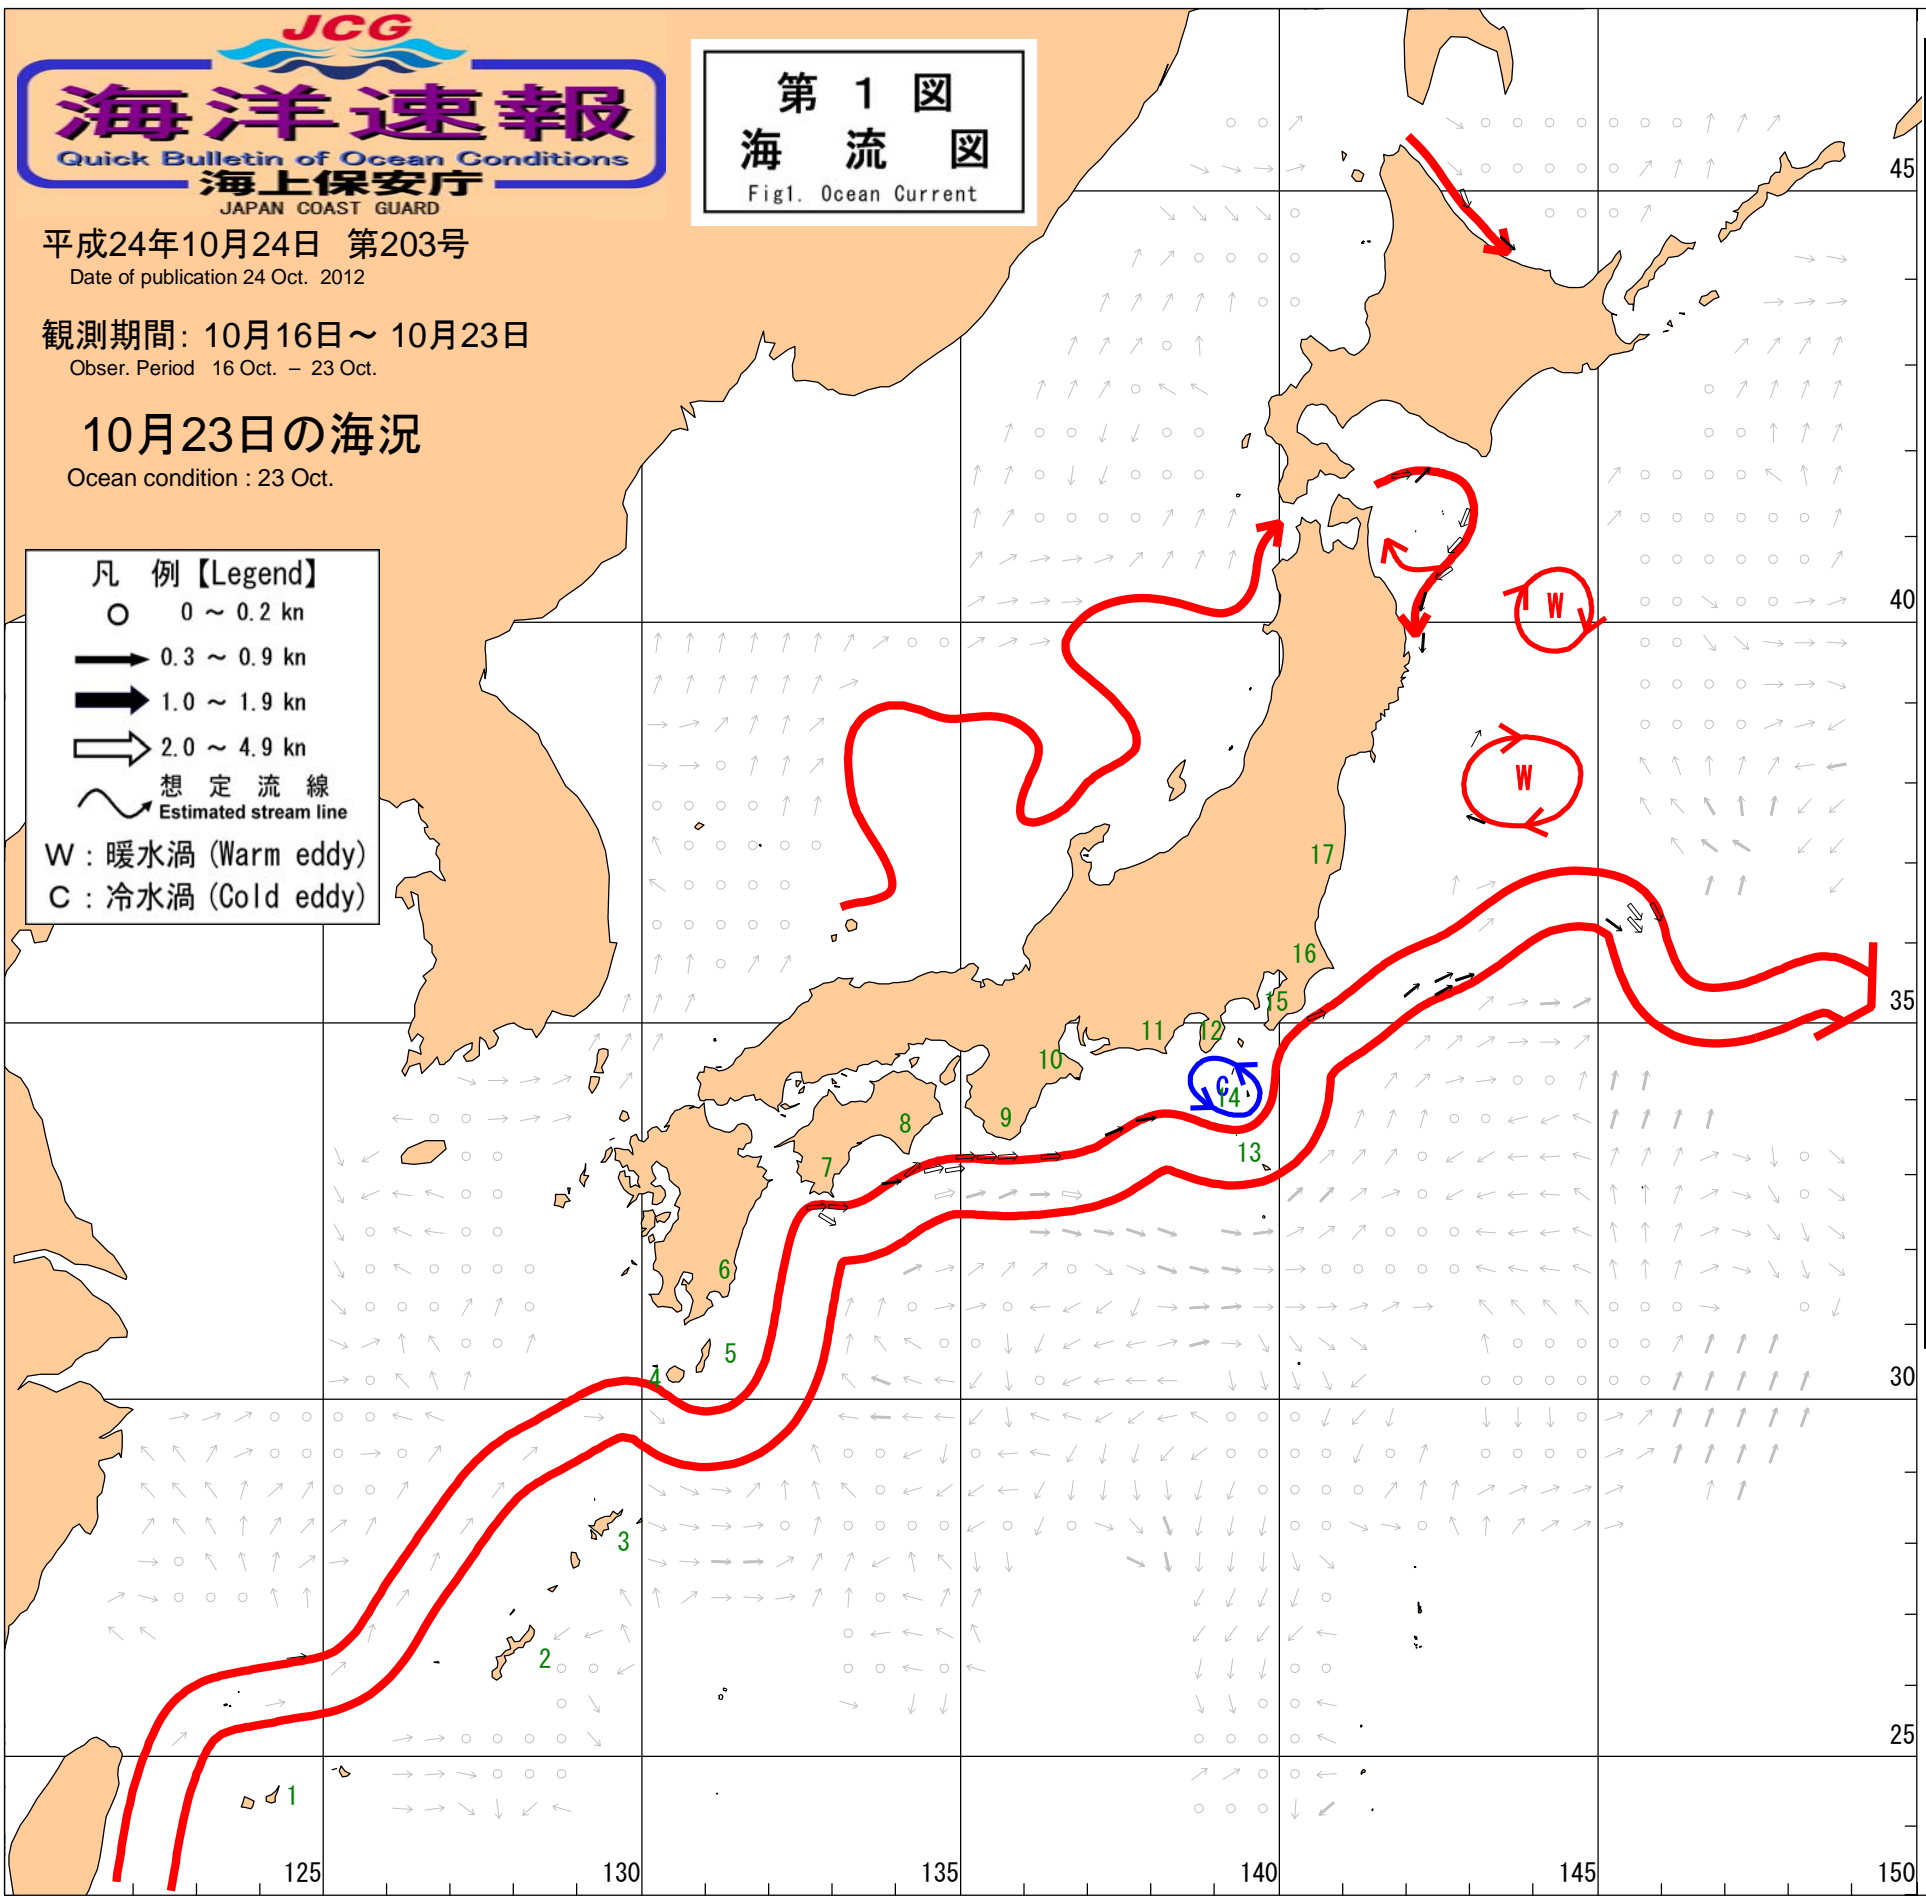 JCG
海洋速報
Quick Bulletin of Ocean Conditions
海上保安庁
JAPAN COAST GUARD
第 1 図
海 流 図
Fig1. Ocean Current
平成24年10月24日 第203号
Date of publication 24 Oct. 2012
観測期間: 10月16日～ 10月23日
Obser. Period 16 Oct. – 23 Oct.
10月23日の海況
Ocean condition : 23 Oct.
凡 例【Legend】
0 ～ 0.2 kn
0.3 ～ 0.9 kn
1.0 ～ 1.9 kn
2.0 ～ 4.9 kn
想 定 流 線
Estimated stream line
W : 暖水渦 (Warm eddy)
C : 冷水渦 (Cold eddy)
45
40
W
W
17
16
35
15
12
11
10
C
14
9
8
13
7
6
5
4
30
3
2
25
1
125
130
135
140
145
150